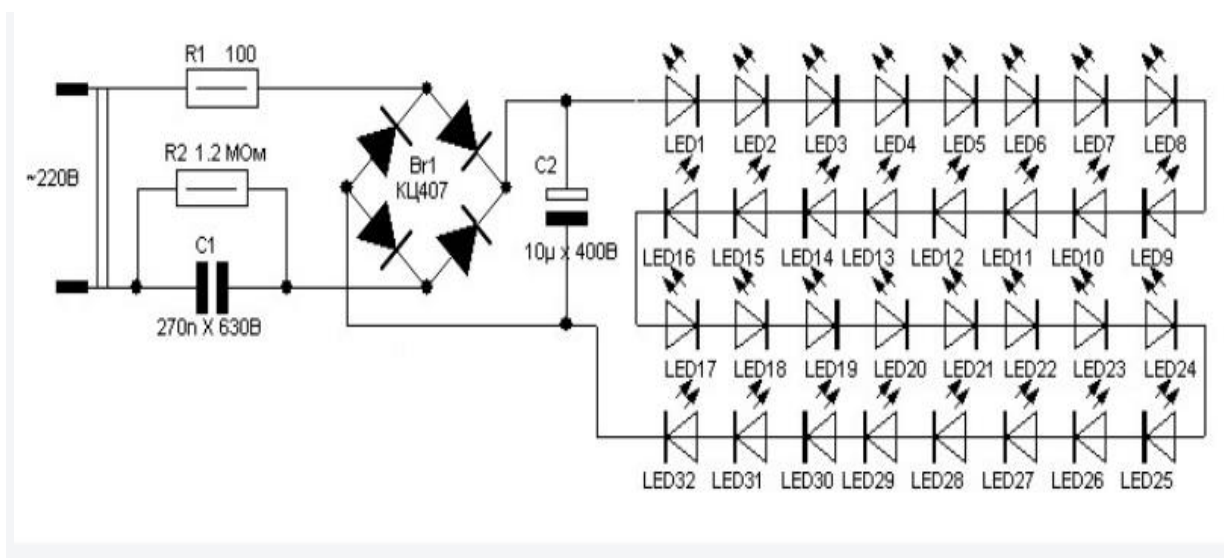 R1 100
R2 1.2 МОм
~220В
C1
270n X 630В
Br1
КЦ407
C2
10µ x 400В
LED1 LED2 LED3 LED4 LED5 LED6 LED7 LED8
LED16 LED15 LED14 LED13 LED12 LED11 LED10 LED9
LED17 LED18 LED19 LED20 LED21 LED22 LED23 LED24
LED32 LED31 LED30 LED29 LED28 LED27 LED26 LED25